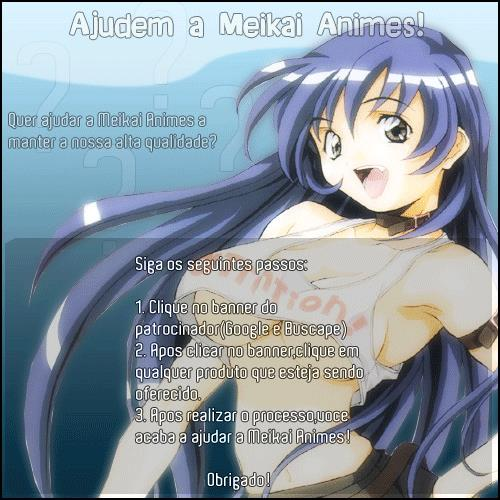 Ajudem a Meikai Animes!
Quer ajudar a Meikai Animes a
manter a nossa alta qualidade?
Siga os seguintes passos:
1. Clique no banner do
patrocinador(Google e Buscape)
2. Apos clicar no banner,clique em
qualquer produto que esteja sendo
oferecido.
3. Apos realizar o processo,voce
acaba a ajudar a Meikai Animes!
Obrigado!